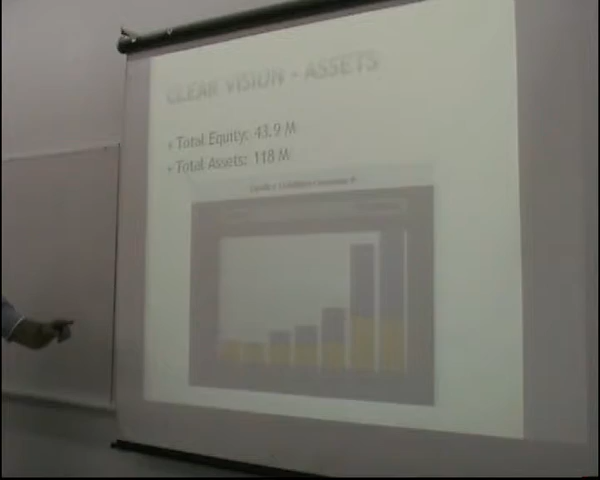 CLEAR VISION - ASSETS
• Total Equity: 43.9 M
• Total Assets: 118 M